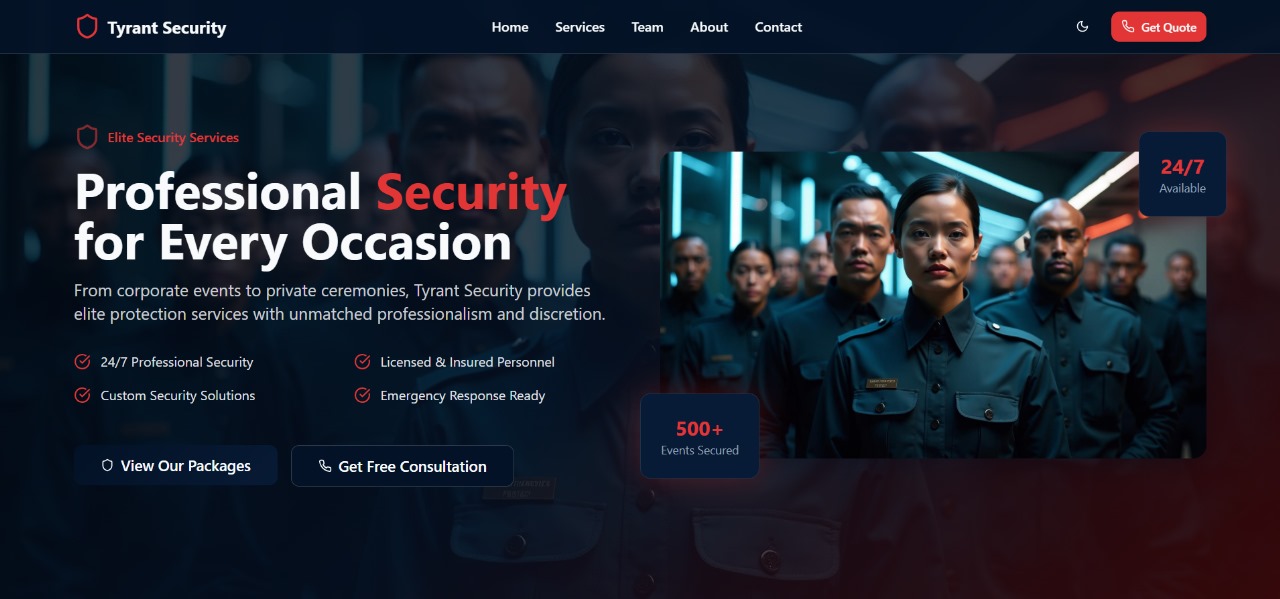 Tyrant Security
Home
Services
Team
About
Contact
Get Quote
Elite Security Services
Professional Security
for Every Occasion
From corporate events to private ceremonies, Tyrant Security provides
elite protection services with unmatched professionalism and discretion.
24/7 Professional Security
Licensed & Insured Personnel
Custom Security Solutions
Emergency Response Ready
View Our Packages
Get Free Consultation
24/7
Available
500+
Events Secured